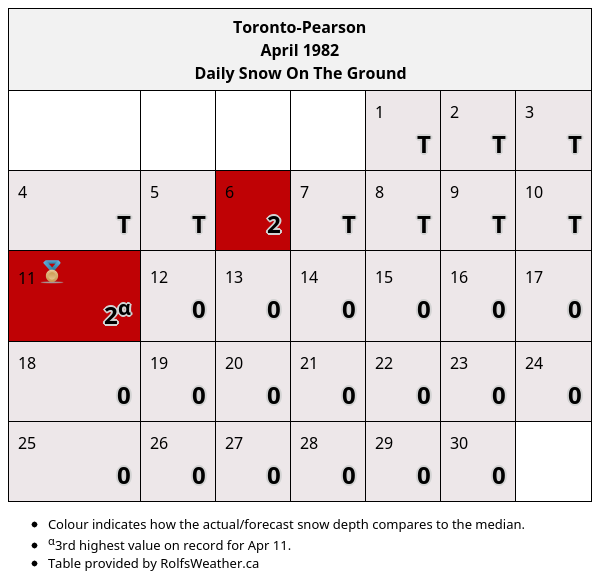 Toronto-Pearson
April 1982
Daily Snow On The Ground
1 2 3
T T T
4 5 6 7 8 9 10
T T 2 T T T T
11 12 13 14 15 16 17
2α 0 0 0 0 0 0
18 19 20 21 22 23 24
0 0 0 0 0 0 0
25 26 27 28 29 30
0 0 0 0 0 0
• Colour indicates how the actual/forecast snow depth compares to the median.
• α3rd highest value on record for Apr 11.
• Table provided by RolfsWeather.ca